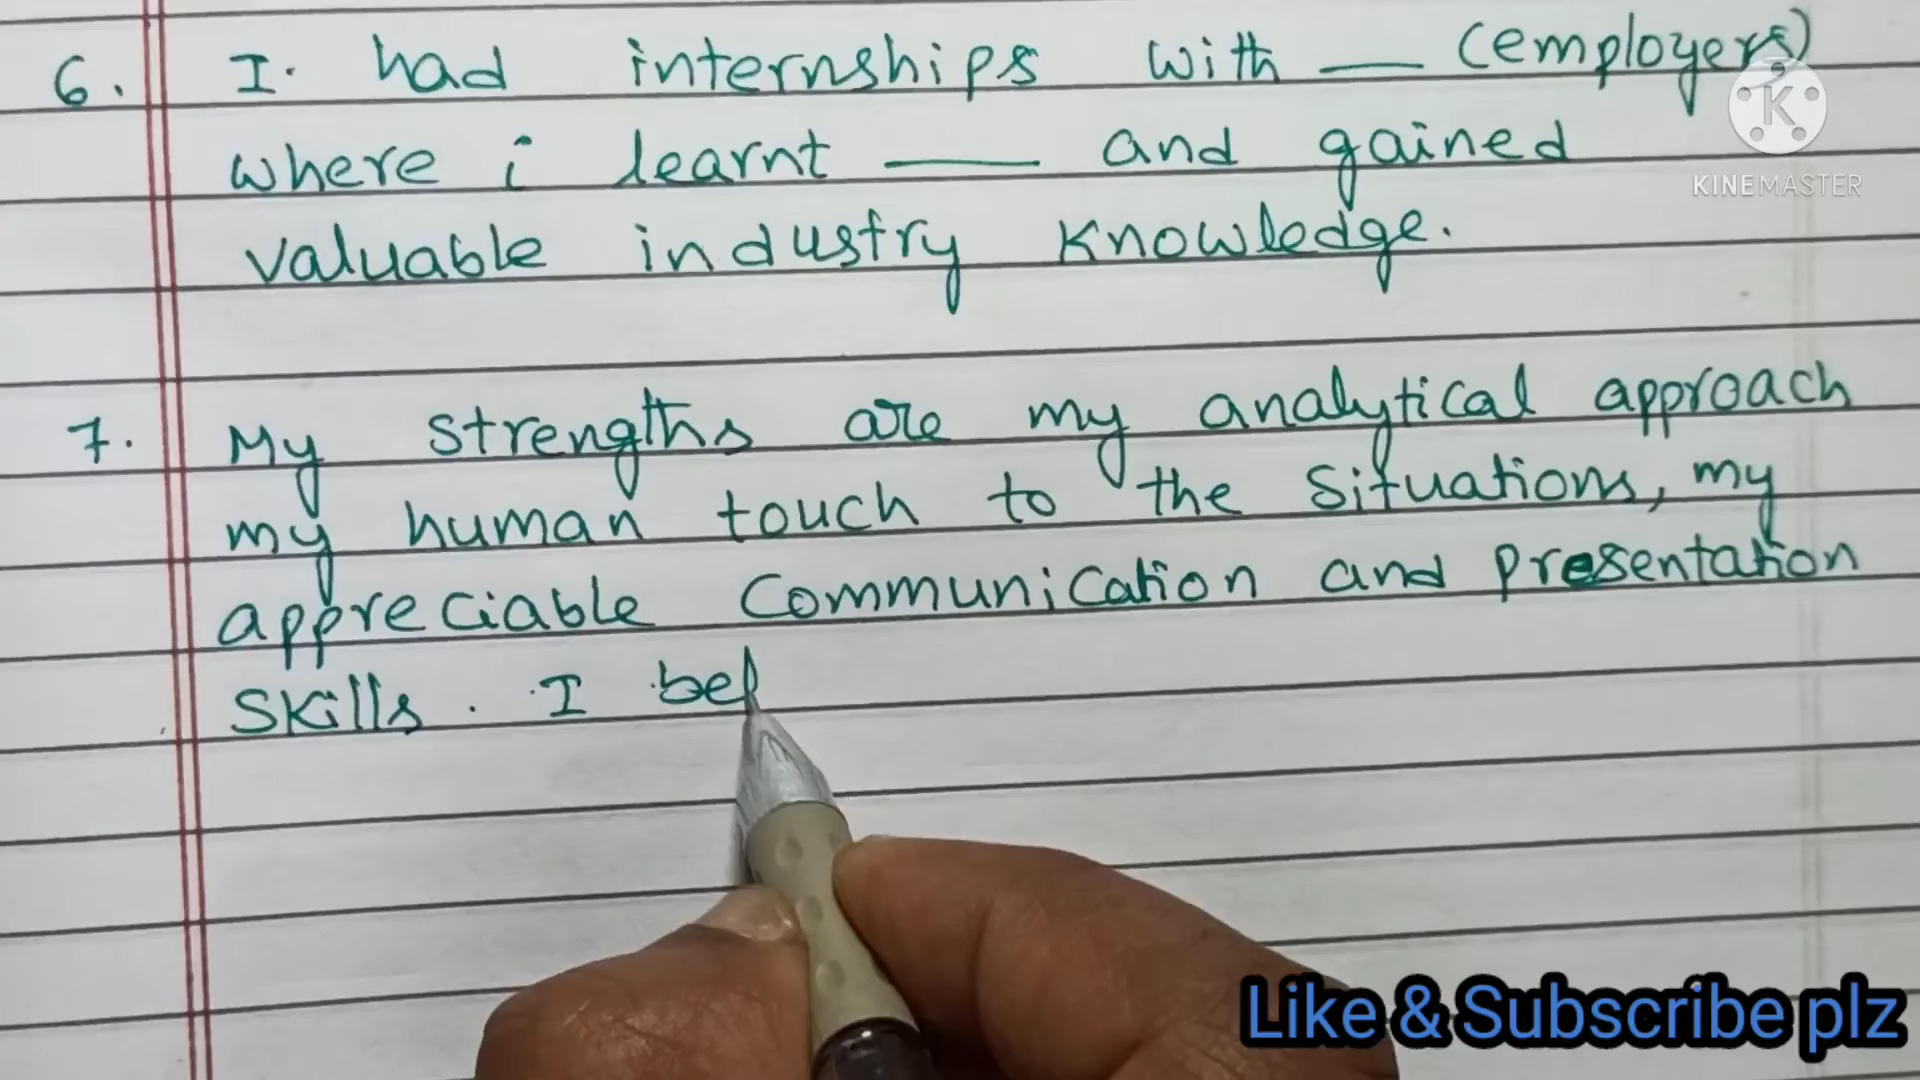 6. I. had internships with ___ (employers)
where i learnt ___ and gained
valuable industry knowledge.
7. My strengths are my analytical approach
my human touch to the situations, my
appreciable communication and presentation
skills. I bel
K
KINEMASTER
Like & Subscribe plz